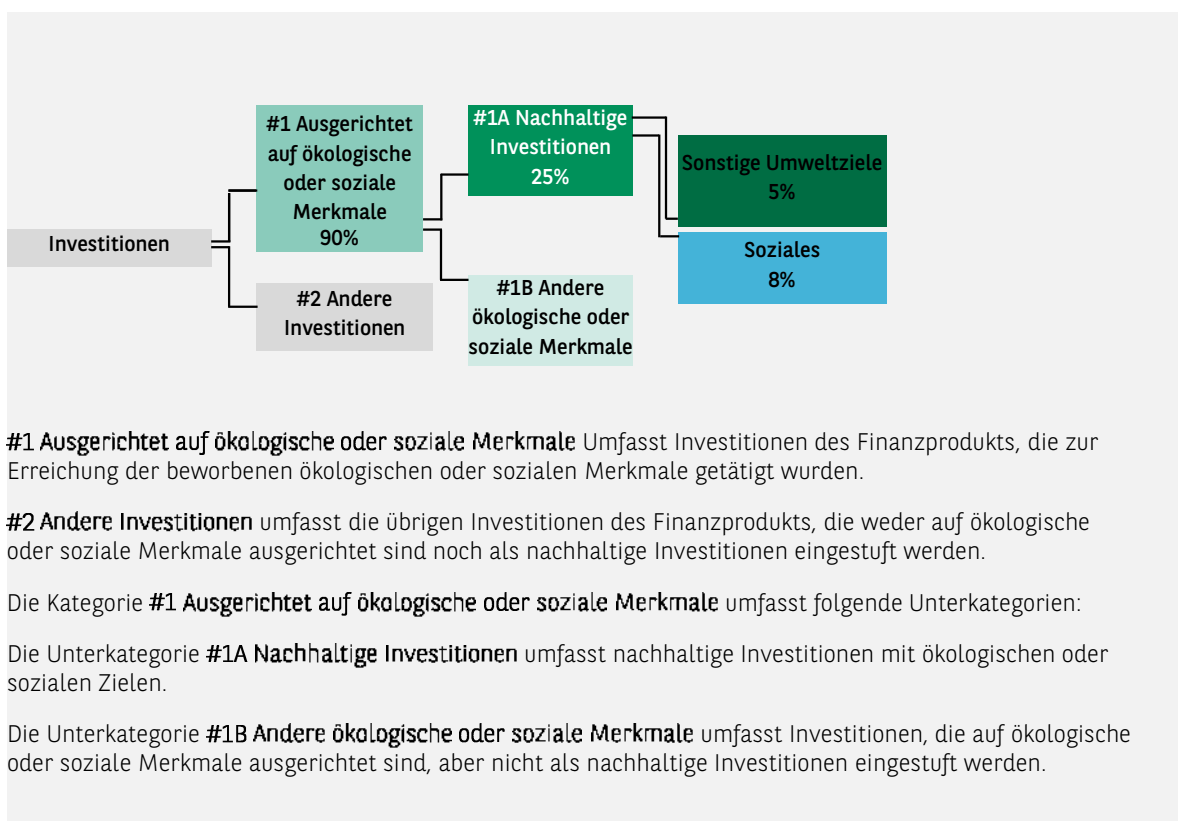 #1 Ausgerichtet
auf ökologische
oder soziale
Merkmale
90%
#1A Nachhaltige
Investitionen
25%
Sonstige Umweltziele
5%
Investitionen
Soziales
8%
#2 Andere
Investitionen
#1B Andere
ökologische oder
soziale Merkmale
#1 Ausgerichtet auf ökologische oder soziale Merkmale Umfasst Investitionen des Finanzprodukts, die zur
Erreichung der beworbenen ökologischen oder sozialen Merkmale getätigt wurden.
#2 Andere Investitionen umfasst die übrigen Investitionen des Finanzprodukts, die weder auf ökologische
oder soziale Merkmale ausgerichtet sind noch als nachhaltige Investitionen eingestuft werden.
Die Kategorie #1 Ausgerichtet auf ökologische oder soziale Merkmale umfasst folgende Unterkategorien:
Die Unterkategorie #1A Nachhaltige Investitionen umfasst nachhaltige Investitionen mit ökologischen oder
sozialen Zielen.
Die Unterkategorie #1B Andere ökologische oder soziale Merkmale umfasst Investitionen, die auf ökologische
oder soziale Merkmale ausgerichtet sind, aber nicht als nachhaltige Investitionen eingestuft werden.